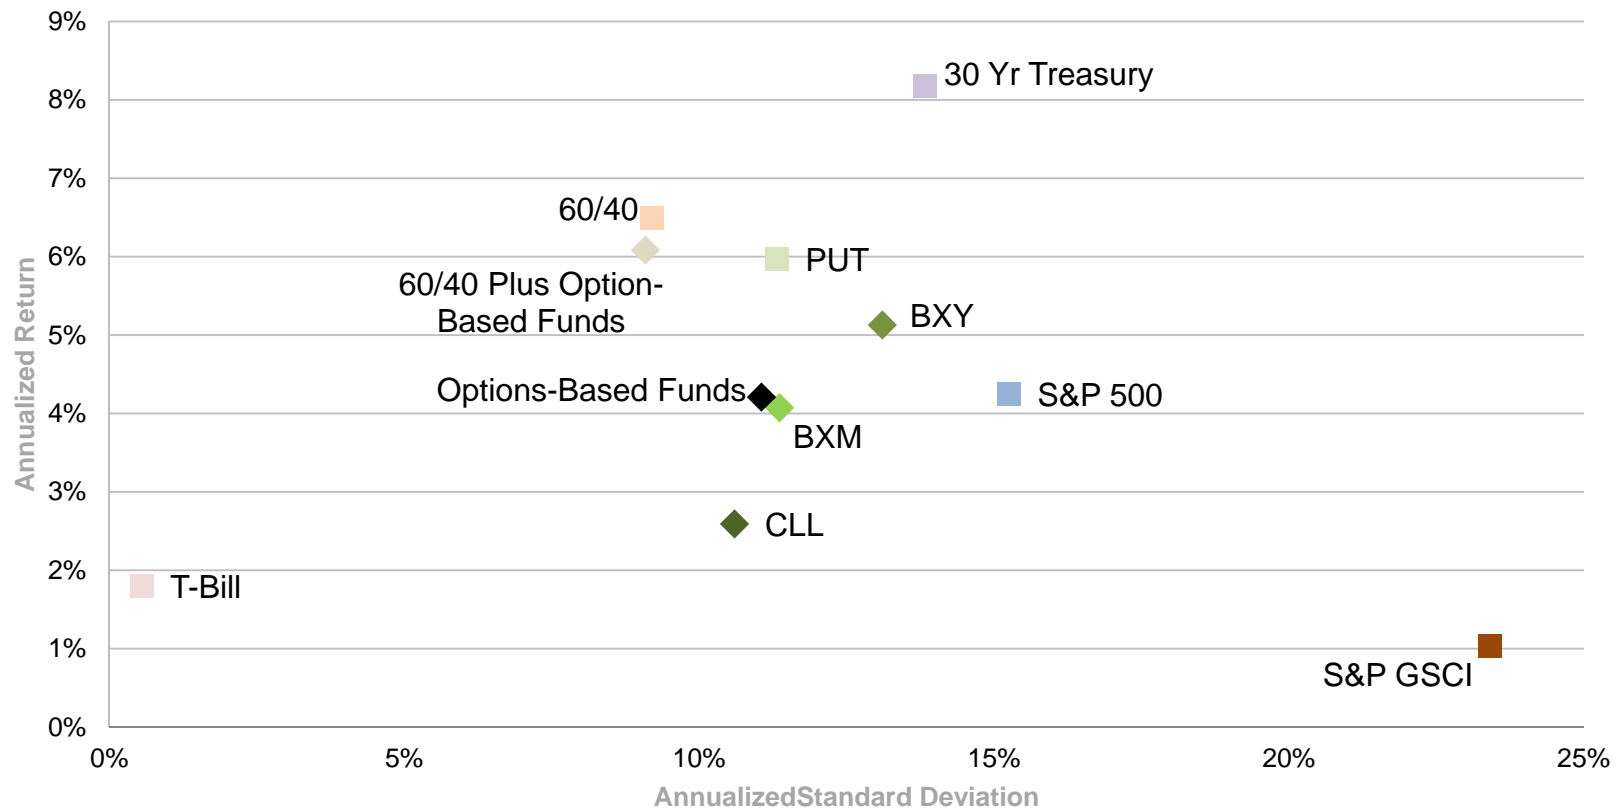 9%
30 Yr Treasury
8%
7%
60/40
6%
PUT
60/40 Plus Option-
Based Funds
BXY
5%
Options-Based Funds
S&P 500
4%
BXM
3%
CLL
2%
T-Bill
1%
S&P GSCI
0%
0%
5%
10%
15%
20%
25%
Annualized Return
AnnualizedStandard Deviation